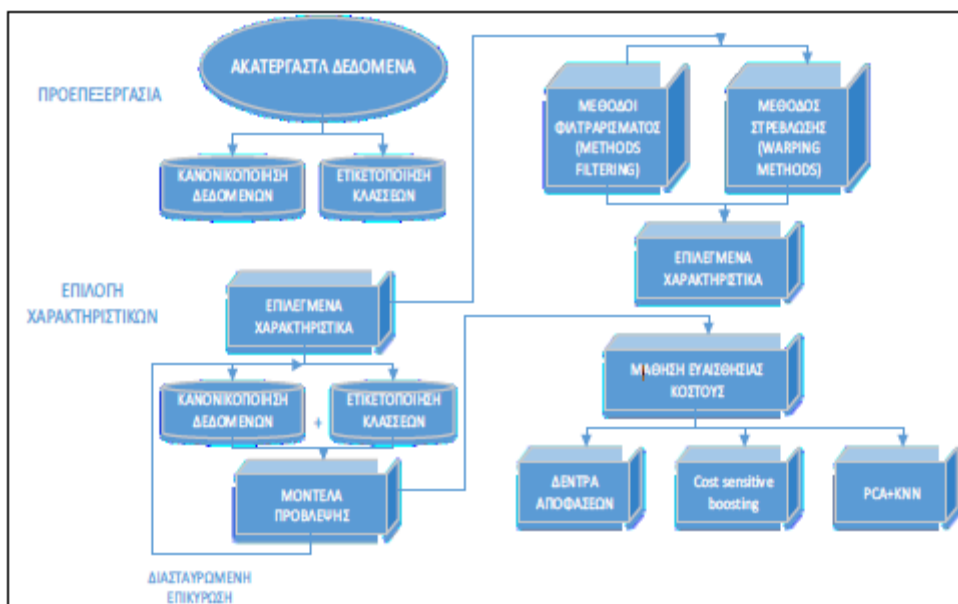 ΠΡΟΕΠΕΞΕΡΓΑΣΙΑ
ΑΚΑΤΕΡΓΑΣΤΛ ΔΕΔΟΜΕΝΑ
ΚΑΝΟΝΙΚΟΠΟΙΗΣΗ
ΔΕΔΟΜΕΝΩΝ
ΕΤΙΚΕΤΟΠΟΙΗΣΗ
ΚΛΑΣΣΕΩΝ
ΜΕΘΟΔΟΙ
ΦΙΛΤΡΑΡΙΣΜΑΤΟΣ
(METHODS
FILTERING)
ΜΕΘΟΔΟΣ
ΣΤΡΕΒΛΩΣΗΣ
(WARPING
METHODS)
ΕΠΙΛΕΓΜΕΝΑ
ΧΑΡΑΚΤΗΡΙΣΤΙΚΑ
ΕΠΙΛΟΓΗ
ΧΑΡΑΚΤΗΡΙΣΤΙΚΩΝ
ΕΠΙΛΕΓΜΕΝΑ
ΧΑΡΑΚΤΗΡΙΣΤΙΚΑ
ΚΑΝΟΝΙΚΟΠΟΙΗΣΗ
ΔΕΔΟΜΕΝΩΝ
+
ΕΤΙΚΕΤΟΠΟΙΗΣΗ
ΚΛΑΣΣΕΩΝ
ΜΟΝΤΕΛΑ
ΠΡΟΒΛΕΨΗΣ
ΔΙΑΣΤΑΥΡΩΜΕΝΗ
ΕΠΙΚΥΡΩΣΗ
ΜΑΘΗΣΗ ΕΥΑΙΣΘΗΣΙΑΣ
ΚΟΣΤΟΥΣ
ΔΕΝΤΡΑ
ΑΠΟΦΑΣΕΩΝ
Cost sensitive
boosting
PCA+KNN